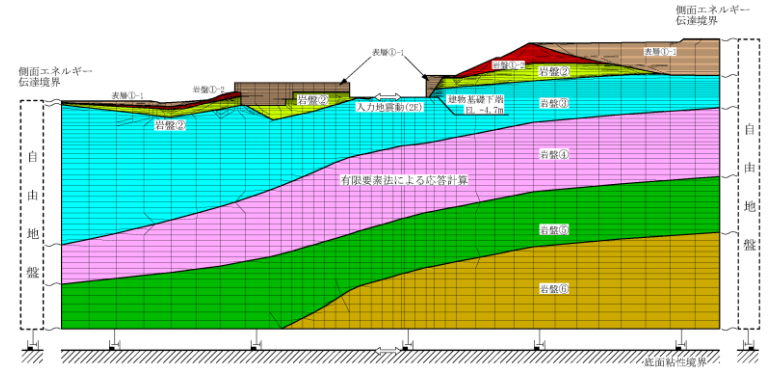 側面エネルギー
伝達境界
側面エネルギー
伝達境界
表層①-1
表層①-1
岩盤①-2
岩盤②
表層①-1
岩盤①-2
岩盤②
岩盤②
建物基礎下端
EL -4.7m
入力地震動(2E)
岩盤③
自由地盤
自由地盤
岩盤④
有限要素法による応答計算
岩盤⑤
岩盤⑥
底面粘性境界